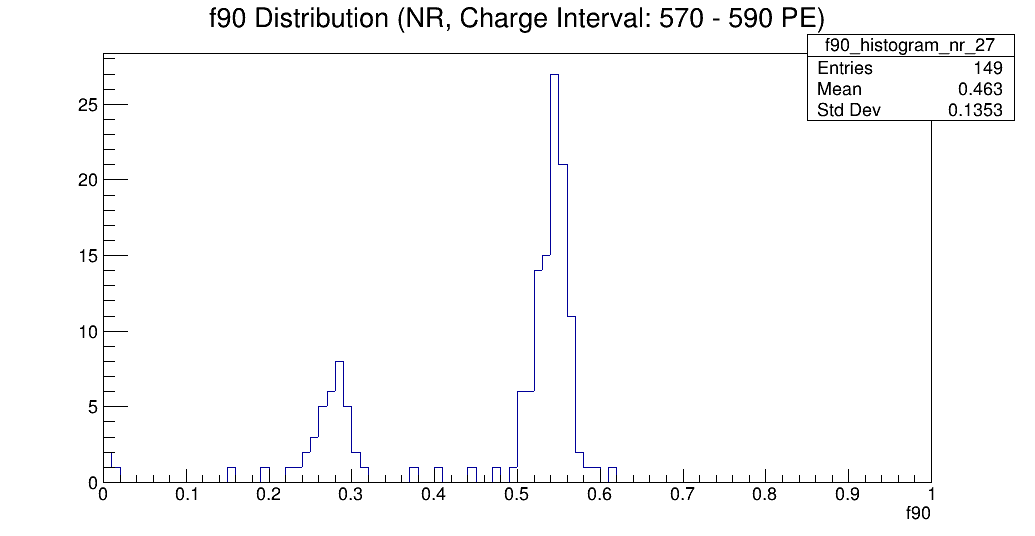 f90 Distribution (NR, Charge Interval: 570 - 590 PE)
f90_histogram_nr_27
Entries 149
Mean 0.463
Std Dev 0.1353
25
20
15
10
5
0
0 0.1 0.2 0.3 0.4 0.5 0.6 0.7 0.8 0.9 1
f90